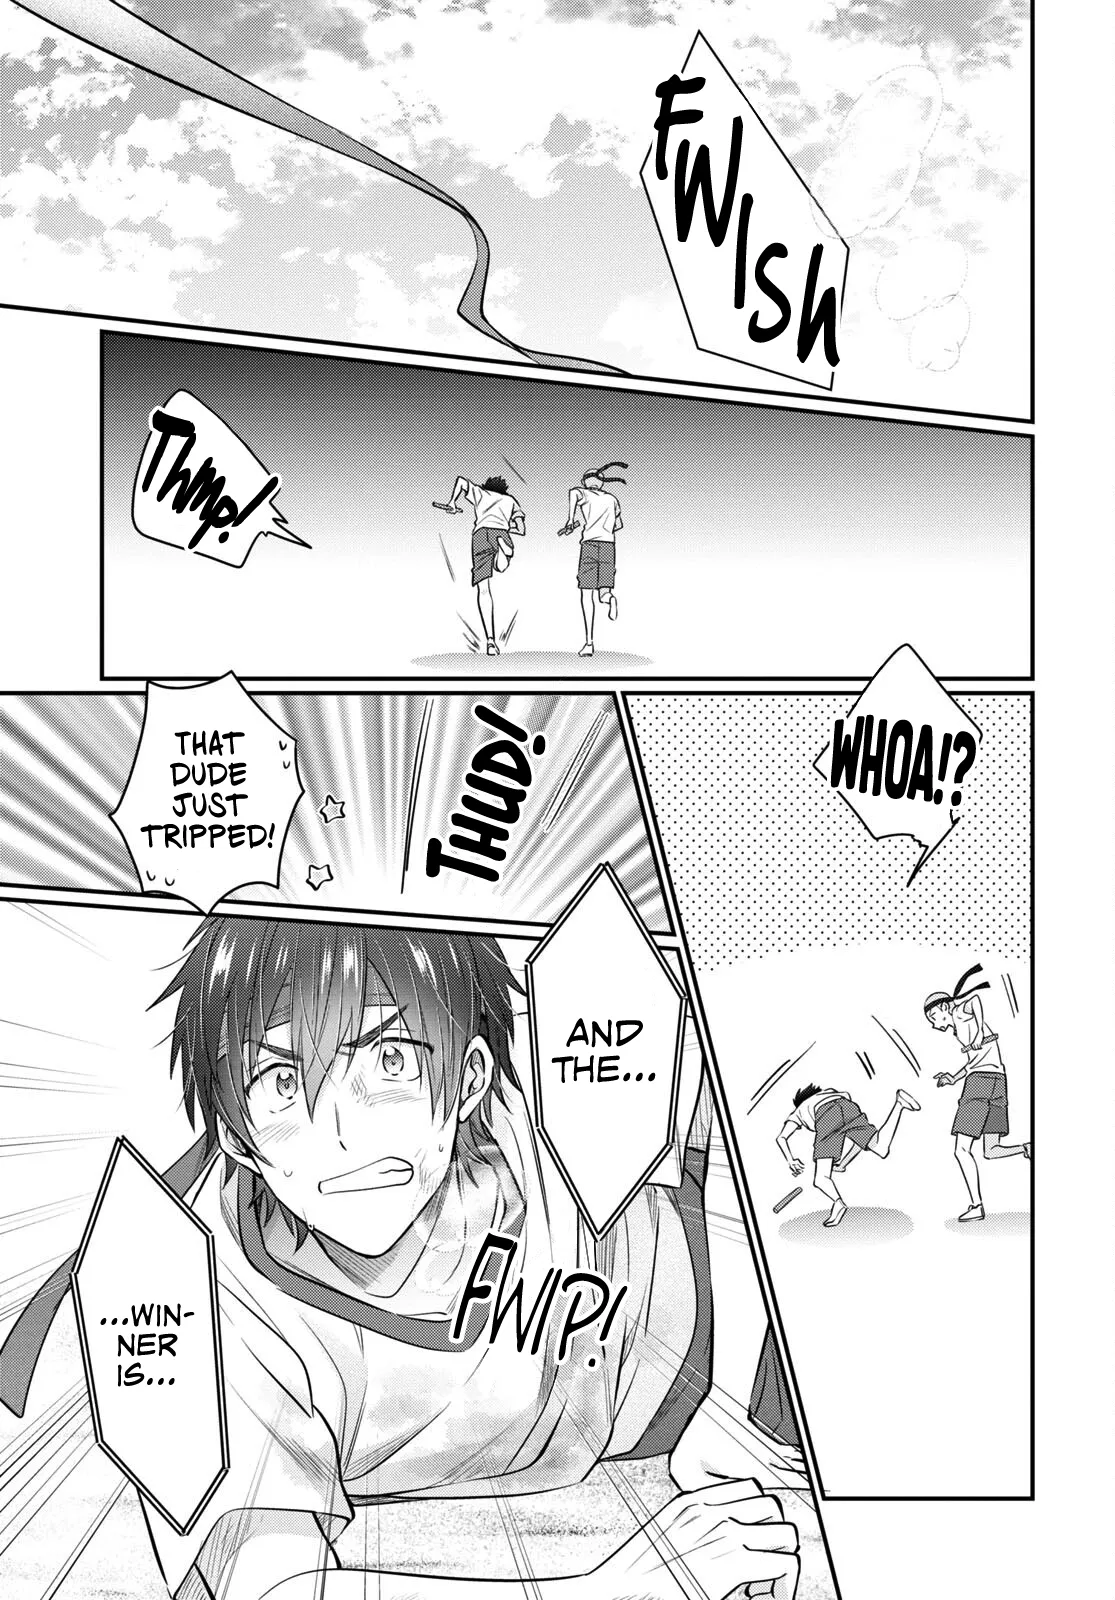 FWISH
THMP!
WHOA!?
THUD!
THAT
DUDE
JUST
TRIPPED!
AND
THE...
FWIP!
...WIN-
NER
IS...